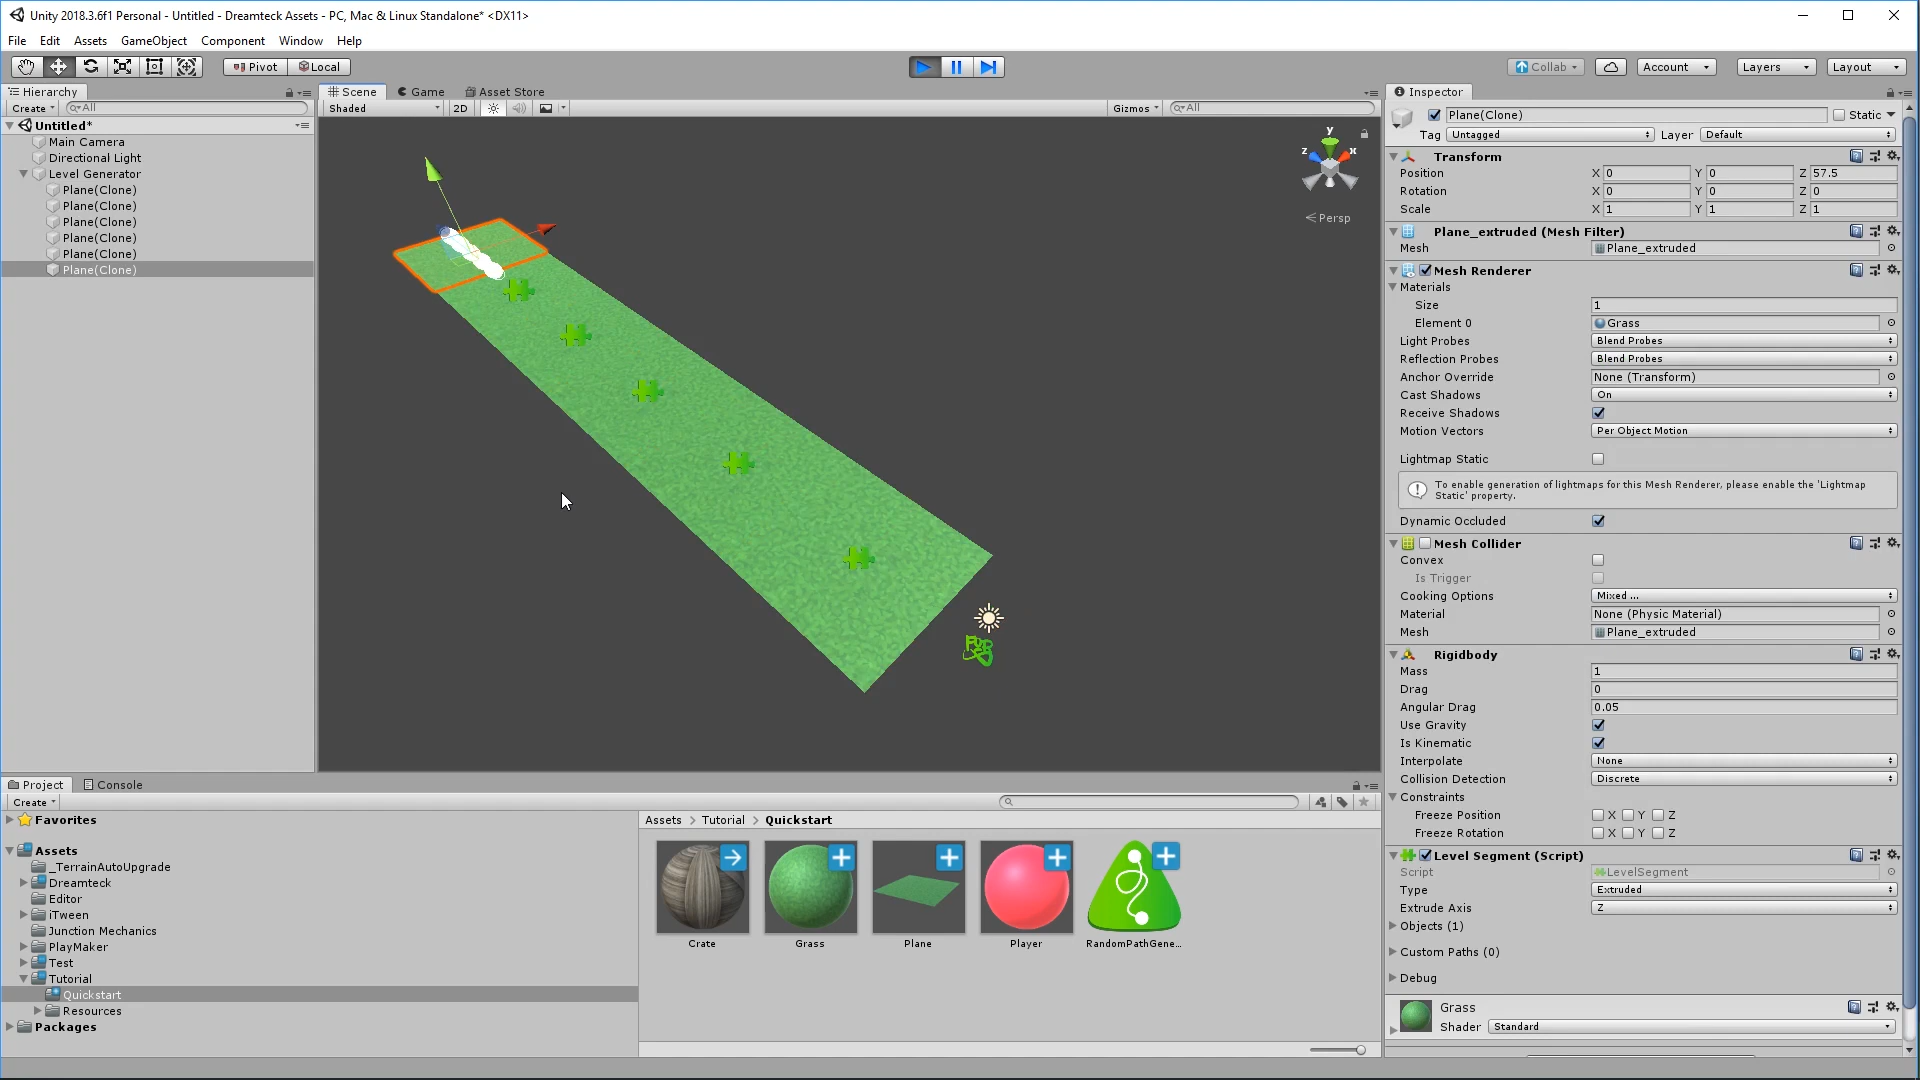 Unity 2018.3.6f1 Personal - Untitled - Dreamteck Assets - PC, Mac & Linux Standalone* <DX11>
File Edit Assets GameObject Component Window Help
Pivot Local Collab Account Layers Layout
Hierarchy
Create All
Untitled*
Main Camera
Directional Light
Level Generator
Plane(Clone)
Plane(Clone)
Plane(Clone)
Plane(Clone)
Plane(Clone)
Plane(Clone)
Scene Game Asset Store
Shaded 2D Gizmos All
y
z x
Persp
Inspector
Plane(Clone) Static
Tag Untagged Layer Default
Transform
Position X 0 Y 0 Z 57.5
Rotation X 0 Y 0 Z 0
Scale X 1 Y 1 Z 1
Plane_extruded (Mesh Filter)
Mesh Plane_extruded
Mesh Renderer
Materials
Size 1
Element 0 Grass
Light Probes Blend Probes
Reflection Probes Blend Probes
Anchor Override None (Transform)
Cast Shadows On
Receive Shadows
Motion Vectors Per Object Motion
Lightmap Static
To enable generation of lightmaps for this Mesh Renderer, please enable the 'Lightmap
Static' property.
Dynamic Occluded
Mesh Collider
Convex
Is Trigger
Cooking Options Mixed ...
Material None (Physic Material)
Mesh Plane_extruded
Rigidbody
Mass 1
Drag 0
Angular Drag 0.05
Use Gravity
Is Kinematic
Interpolate None
Collision Detection Discrete
Constraints
Freeze Position X Y Z
Freeze Rotation X Y Z
Level Segment (Script)
Script LevelSegment
Type Extruded
Extrude Axis Z
Objects (1)
Custom Paths (0)
Debug
Grass
Shader Standard
Project Console
Create
Favorites
Assets
_TerrainAutoUpgrade
Dreamteck
Editor
iTween
Junction Mechanics
PlayMaker
Test
Tutorial
Quickstart
Resources
Packages
Assets > Tutorial > Quickstart
Crate Grass Plane Player RandomPathGene...